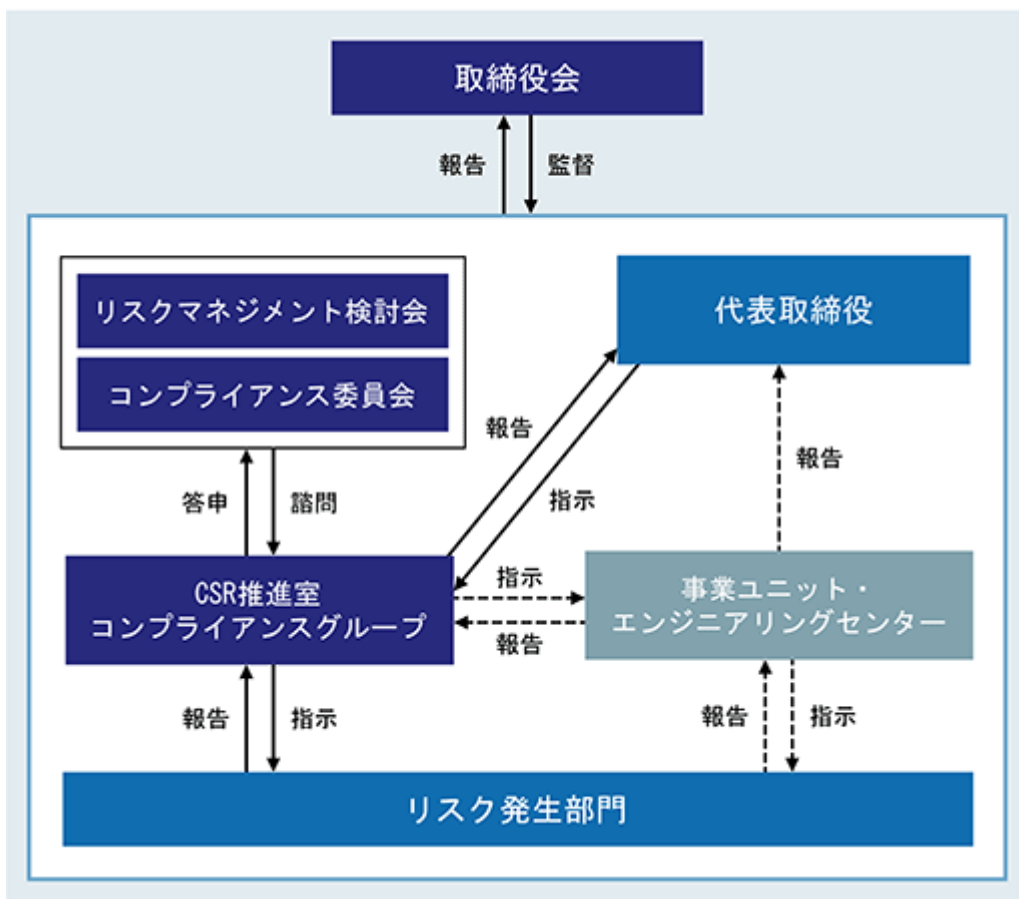 取締役会
報告
監督
リスクマネジメント検討会
コンプライアンス委員会
代表取締役
報告
指示
報告
答申
諮問
CSR推進室
コンプライアンスグループ
指示
報告
事業ユニット・
エンジニアリングセンター
報告
指示
報告
指示
リスク発生部門